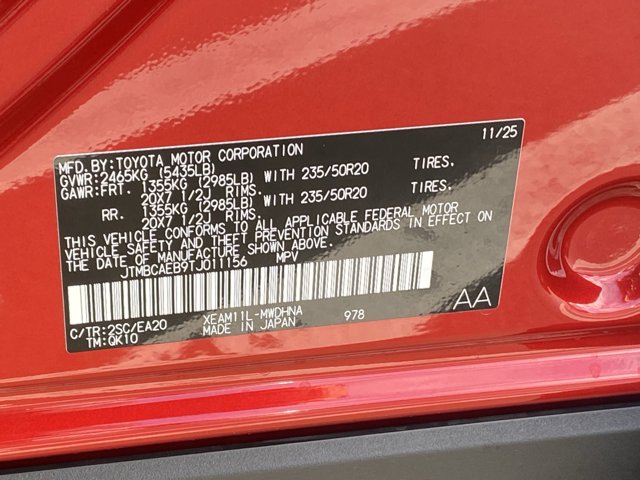 11/25
MFD.BY:TOYOTA MOTOR CORPORATION
GVWR:2465KG (5435LB)
GAWR:FRT. 1355KG (2985LB) WITH 235/50R20 TIRES.
20X7 1/2J RIMS.
RR. 1355KG (2985LB) WITH 235/50R20 TIRES.
20X7 1/2J RIMS.
THIS VEHICLE CONFORMS TO ALL APPLICABLE FEDERAL MOTOR
VEHICLE SAFETY AND THEFT PREVENTION STANDARDS IN EFFECT ON
THE DATE OF MANUFACTURE SHOWN ABOVE.
JTMBCAEB9TJ011156 MPV
C/TR:2SC/EA20 XEAM11L-MWDHNA 978 AA
TM:QK10 MADE IN JAPAN